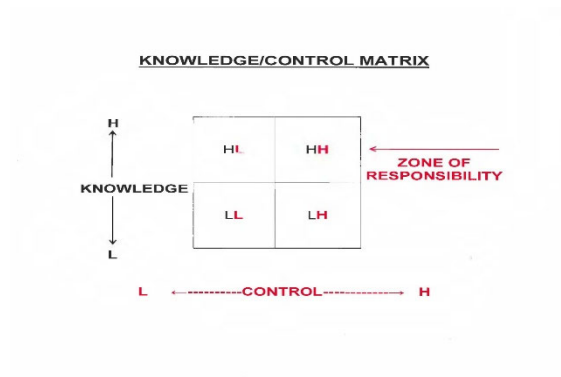 KNOWLEDGE/CONTROL MATRIX
H
HL HH
ZONE OF
RESPONSIBILITY
KNOWLEDGE
LL LH
L
L CONTROL H